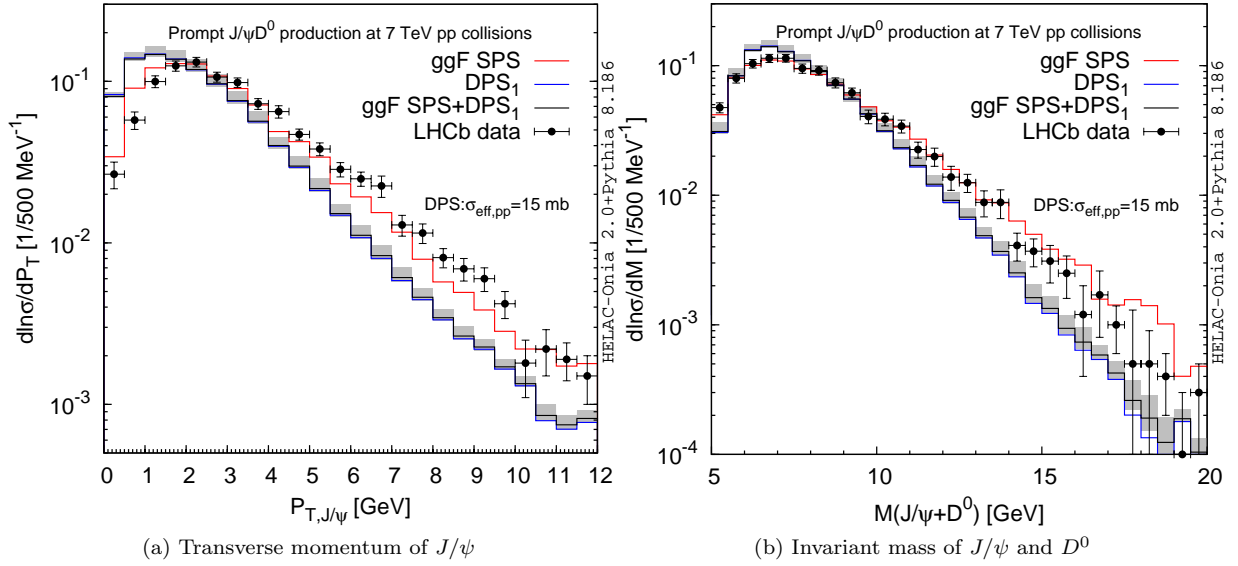 Prompt J/ψD⁰ production at 7 TeV pp collisions
ggF SPS
DPS₁
ggF SPS+DPS₁
LHCb data
DPS:σeff,pp=15 mb
HELAC-Onia 2.0+Pythia 8.186
dlnσ/dP_T [1/500 MeV⁻¹]
10⁻¹
10⁻²
10⁻³
0 1 2 3 4 5 6 7 8 9 10 11 12
P_T,J/ψ [GeV]
(a) Transverse momentum of J/ψ
Prompt J/ψD⁰ production at 7 TeV pp collisions
ggF SPS
DPS₁
ggF SPS+DPS₁
LHCb data
DPS:σeff,pp=15 mb
HELAC-Onia 2.0+Pythia 8.186
dlnσ/dM [1/500 MeV⁻¹]
10⁻¹
10⁻²
10⁻³
10⁻⁴
5 10 15 20
M(J/ψ+D⁰) [GeV]
(b) Invariant mass of J/ψ and D⁰